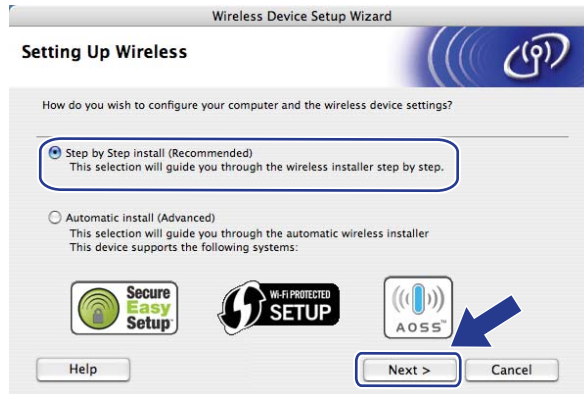 Wireless Device Setup Wizard
Setting Up Wireless
How do you wish to configure your computer and the wireless device settings?
Step by Step install (Recommended)
This selection will guide you through the wireless installer step by step.
Automatic install (Advanced)
This selection will guide you through the automatic wireless installer
This device supports the following systems:
Secure
Easy
Setup
Wi-Fi PROTECTED
SETUP
AOSS™
Help
Next >
Cancel